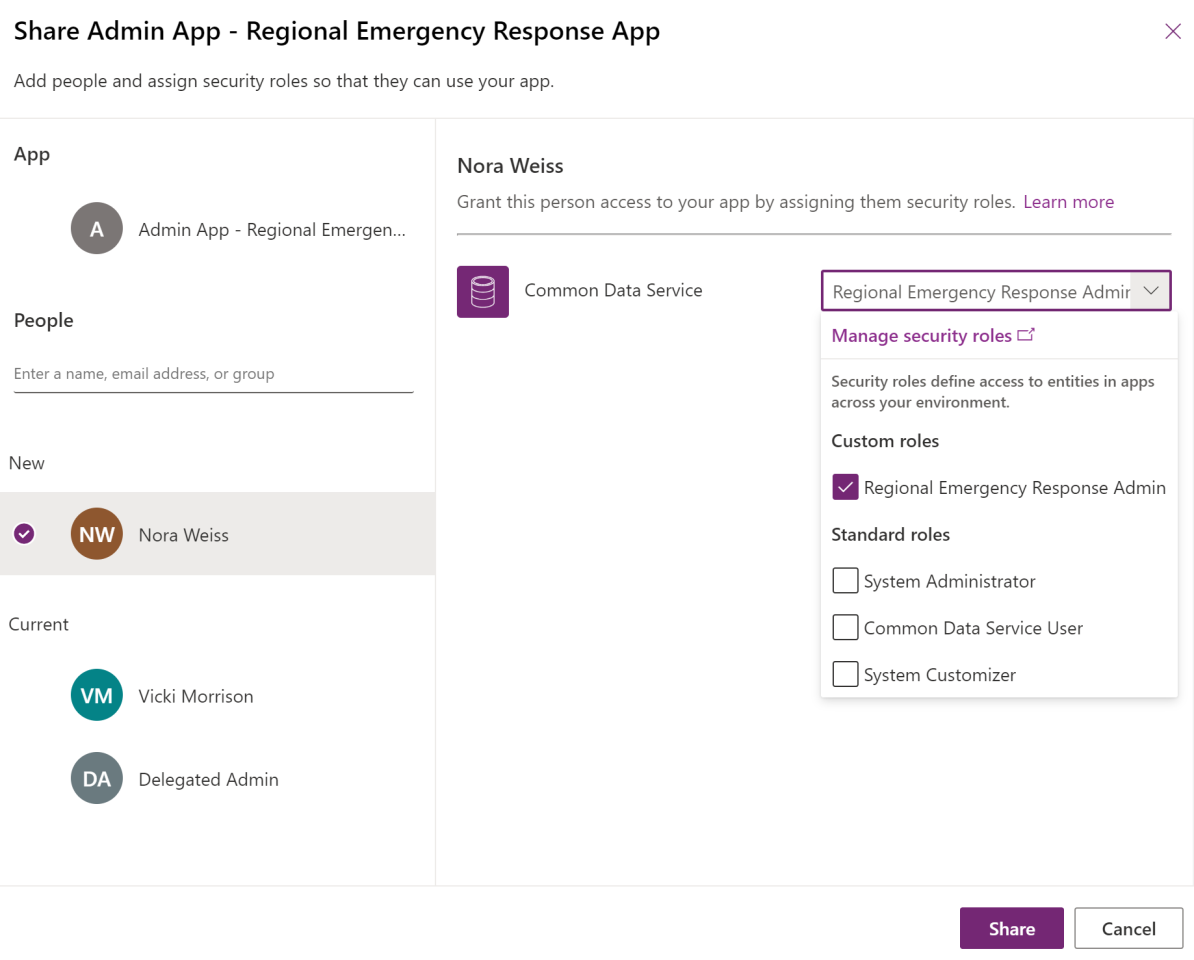 Share Admin App - Regional Emergency Response App
Add people and assign security roles so that they can use your app.
App
A
Admin App - Regional Emergen...
People
Enter a name, email address, or group
New
NW
Nora Weiss
Current
VM
Vicki Morrison
DA
Delegated Admin
Nora Weiss
Grant this person access to your app by assigning them security roles. Learn more
Common Data Service
Regional Emergency Response Admin
Manage security roles
Security roles define access to entities in apps
across your environment.
Custom roles
Regional Emergency Response Admin
Standard roles
System Administrator
Common Data Service User
System Customizer
Share
Cancel